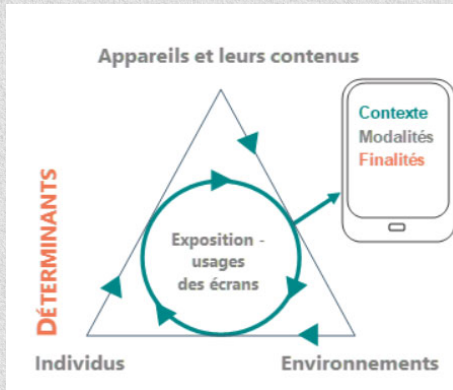 Appareils et leurs contenus
Contexte
Modalités
Finalités
DÉTERMINANTS
Exposition -
usages
des écrans
Individus
Environnements